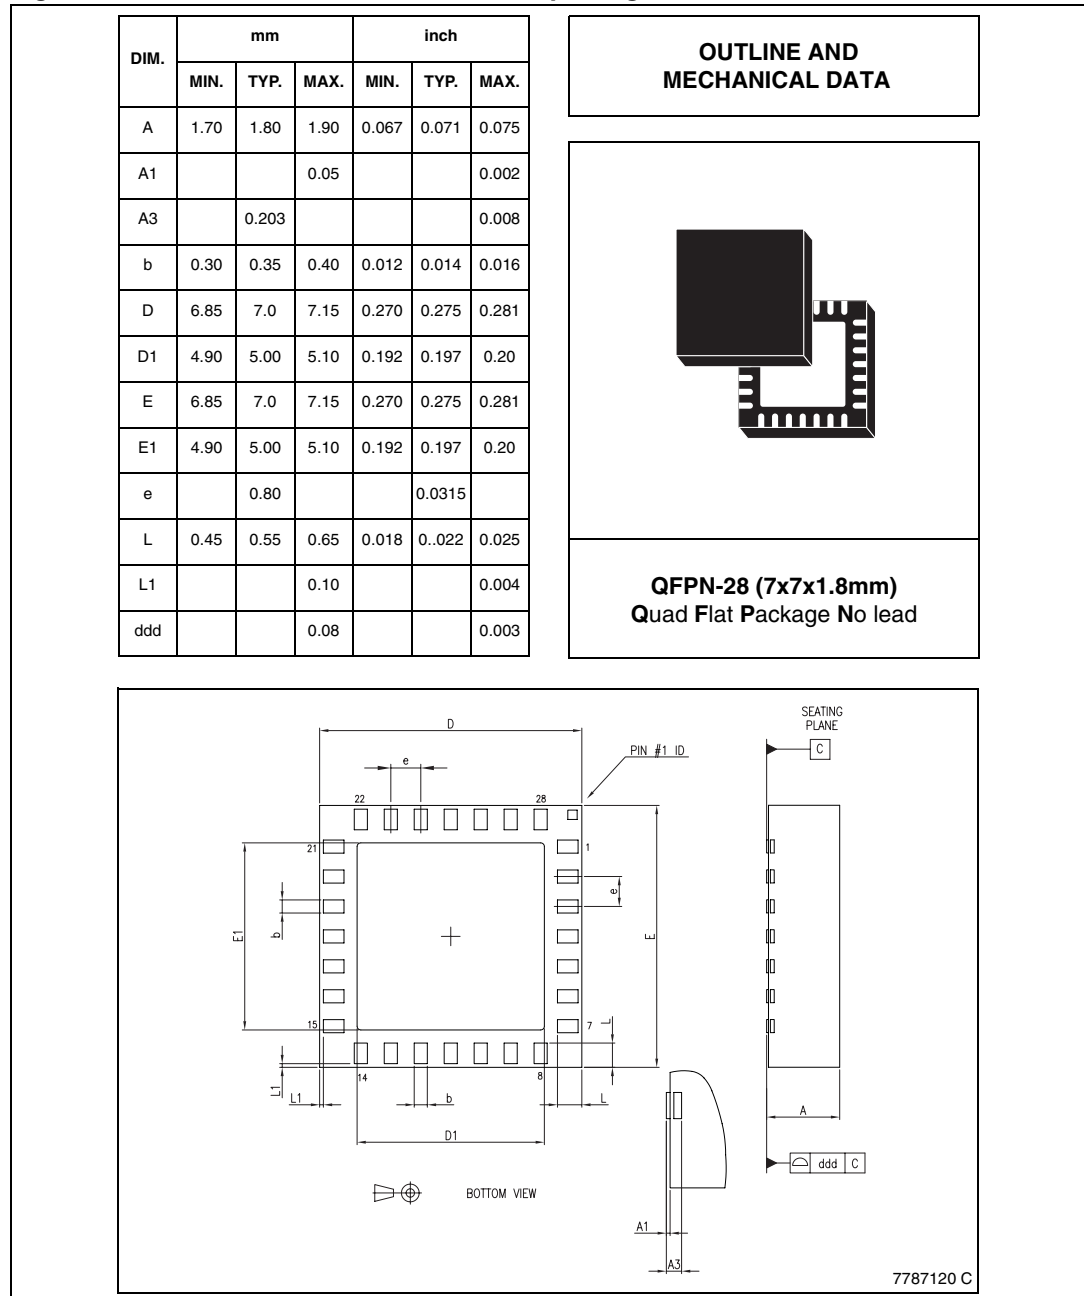 DIM. mm inch
MIN. TYP. MAX. MIN. TYP. MAX.
A 1.70 1.80 1.90 0.067 0.071 0.075
A1 0.05 0.002
A3 0.203 0.008
b 0.30 0.35 0.40 0.012 0.014 0.016
D 6.85 7.0 7.15 0.270 0.275 0.281
D1 4.90 5.00 5.10 0.192 0.197 0.20
E 6.85 7.0 7.15 0.270 0.275 0.281
E1 4.90 5.00 5.10 0.192 0.197 0.20
e 0.80 0.0315
L 0.45 0.55 0.65 0.018 0..022 0.025
L1 0.10 0.004
ddd 0.08 0.003
OUTLINE AND
MECHANICAL DATA
QFPN-28 (7x7x1.8mm)
Quad Flat Package No lead
D
SEATING
PLANE
C
PIN #1 ID
e
22 28
21 1
e
b
E1
E
15 7
L
14 8
L1
L1 b L
D1
A
ddd C
BOTTOM VIEW
A1
A3
7787120 C